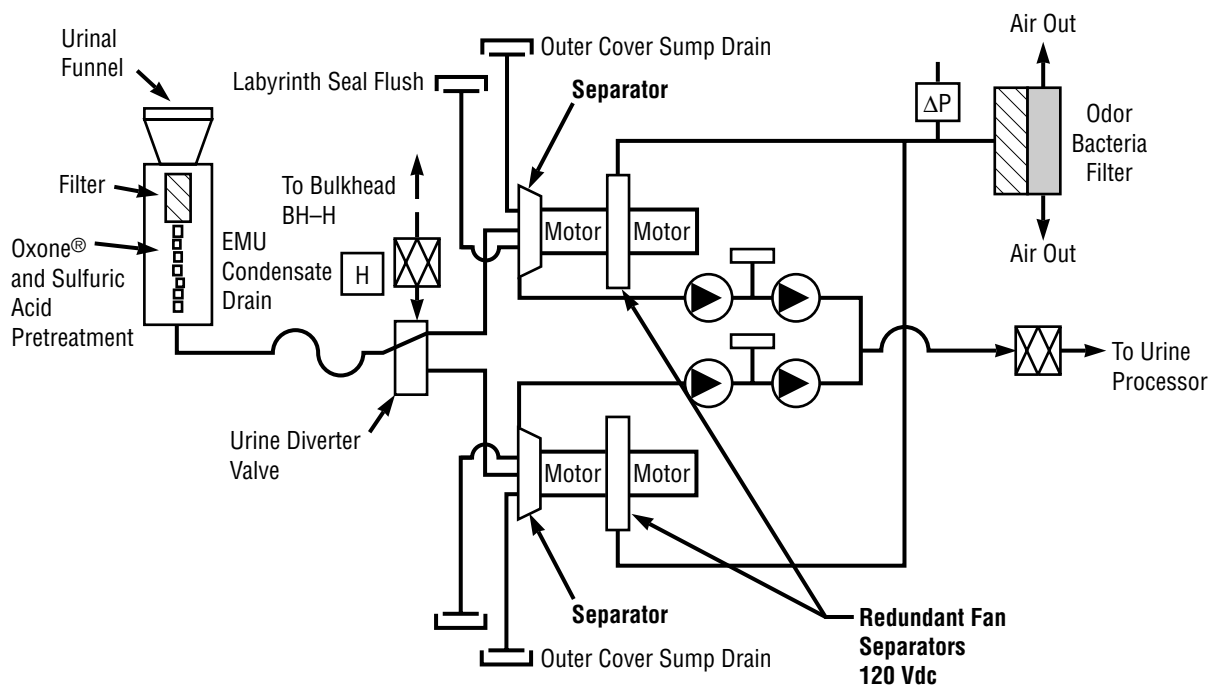 Urinal
Funnel
Filter
Oxone®
and Sulfuric
Acid
Pretreatment
EMU
Condensate
Drain
Labyrinth Seal Flush
To Bulkhead
BH–H
H
Urine Diverter
Valve
Outer Cover Sump Drain
Separator
Motor
Motor
Motor
Motor
Separator
Outer Cover Sump Drain
ΔP
Air Out
Odor
Bacteria
Filter
Air Out
To Urine
Processor
Redundant Fan
Separators
120 Vdc